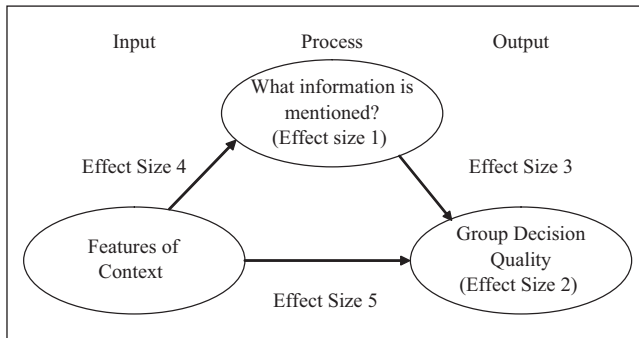 Input Process Output
What information is
mentioned?
(Effect size 1)
Effect Size 4 Effect Size 3
Features of
Context
Group Decision
Quality
(Effect Size 2)
Effect Size 5